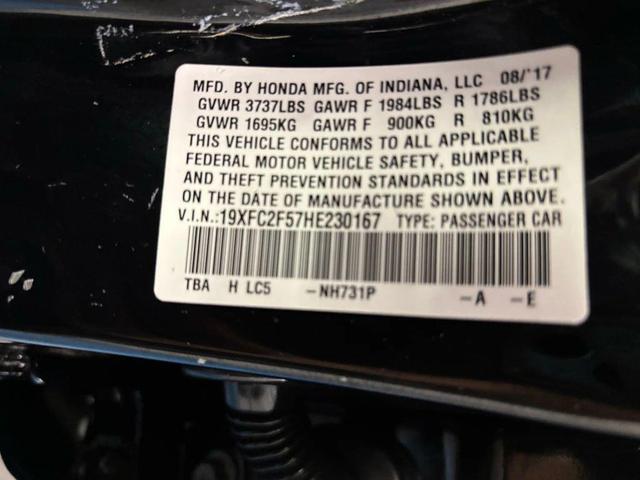 MFD. BY HONDA MFG. OF INDIANA, LLC 08/'17
GVWR 3737LBS GAWR F 1984LBS R 1786LBS
GVWR 1695KG GAWR F 900KG R 810KG
THIS VEHICLE CONFORMS TO ALL APPLICABLE
FEDERAL MOTOR VEHICLE SAFETY, BUMPER,
AND THEFT PREVENTION STANDARDS IN EFFECT
ON THE DATE OF MANUFACTURE SHOWN ABOVE.
V.I.N.:19XFC2F57HE230167 TYPE: PASSENGER CAR
TBA H LC5 -NH731P -A -E